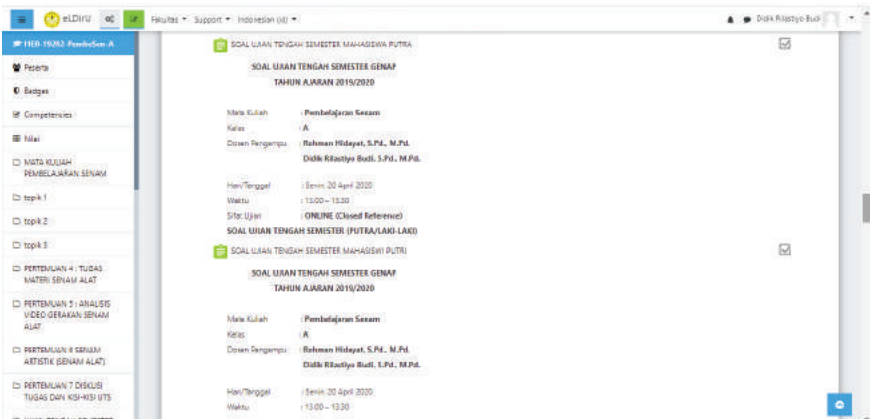 eLDIRU Fakultas Support Indonesian (id) Didik Rilastiyo Budi
Peserta
Badges
Competencies
Nilai
MATA KULIAH
PEMBELAJARAN SENAM
topik 1
topik 2
topik 3
PERTEMUAN 4 : TUGAS
MATERI SENAM ALAT
PERTEMUAN 5 : ANALISIS
VIDEO GERAKAN SENAM
ALAT
PERTEMUAN 6 SENAM
ARTISTIK (SENAM ALAT)
PERTEMUAN 7 DISKUSI
TUGAS DAN KISI-KISI UTS
SOAL UJIAN TENGAH SEMESTER MAHASISWA PUTRA
SOAL UJIAN TENGAH SEMESTER GENAP
TAHUN AJARAN 2019/2020
Mata Kuliah : Pembelajaran Senam
Kelas : A
Dosen Pengampu : Rohman Hidayat, S.Pd., M.Pd.
Didik Rilastiyo Budi, S.Pd., M.Pd.
Hari/Tanggal : Senin, 20 April 2020
Waktu : 13.00 – 13.30
Sifat Ujian : ONLINE (Closed Reference)
SOAL UJIAN TENGAH SEMESTER (PUTRA/LAKI-LAKI)
SOAL UJIAN TENGAH SEMESTER MAHASISWI PUTRI
SOAL UJIAN TENGAH SEMESTER GENAP
TAHUN AJARAN 2019/2020
Mata Kuliah : Pembelajaran Senam
Kelas : A
Dosen Pengampu : Rohman Hidayat, S.Pd., M.Pd.
Didik Rilastiyo Budi, S.Pd., M.Pd.
Hari/Tanggal : Senin, 20 April 2020
Waktu : 13.00 – 13.30